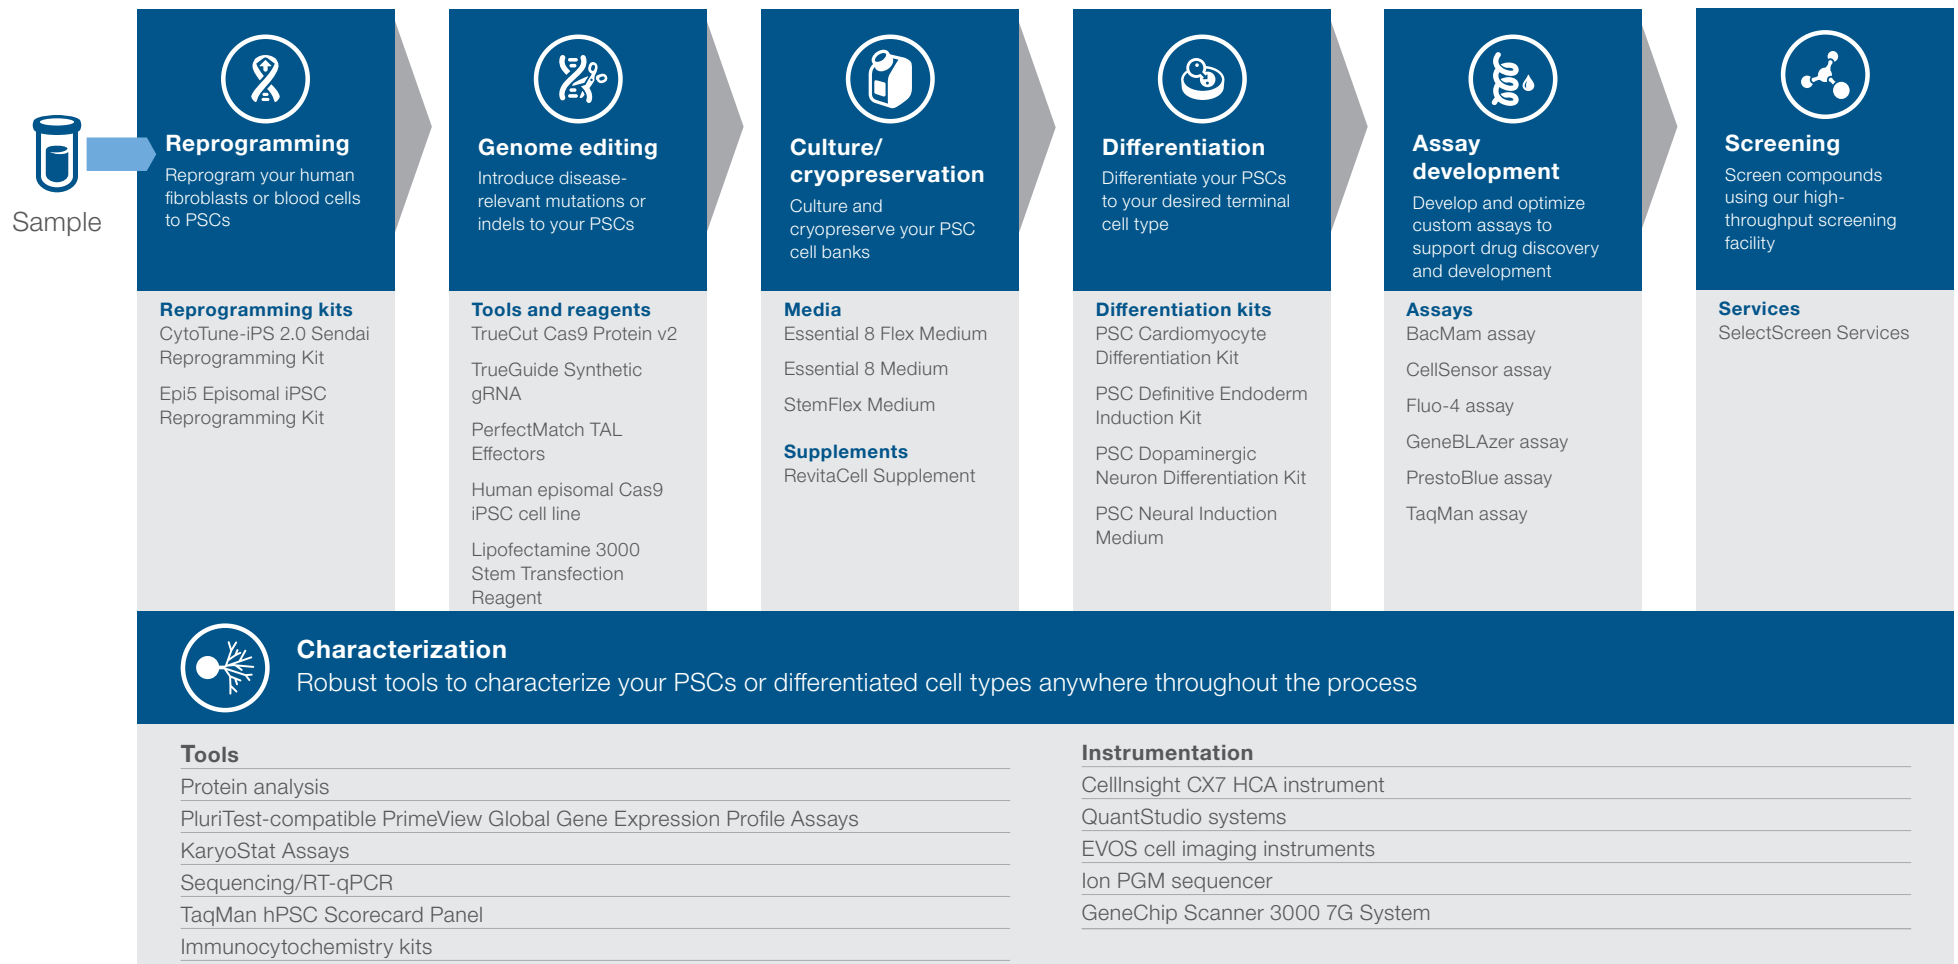 Sample
Reprogramming
Reprogram your human
fibroblasts or blood cells
to PSCs
Reprogramming kits
CytoTune-iPS 2.0 Sendai
Reprogramming Kit
Epi5 Episomal iPSC
Reprogramming Kit
Genome editing
Introduce disease-
relevant mutations or
indels to your PSCs
Tools and reagents
TrueCut Cas9 Protein v2
TrueGuide Synthetic
gRNA
PerfectMatch TAL
Effectors
Human episomal Cas9
iPSC cell line
Lipofectamine 3000
Stem Transfection
Reagent
Culture/
cryopreservation
Culture and
cryopreserve your PSC
cell banks
Media
Essential 8 Flex Medium
Essential 8 Medium
StemFlex Medium
Supplements
RevitaCell Supplement
Differentiation
Differentiate your PSCs
to your desired terminal
cell type
Differentiation kits
PSC Cardiomyocyte
Differentiation Kit
PSC Definitive Endoderm
Induction Kit
PSC Dopaminergic
Neuron Differentiation Kit
PSC Neural Induction
Medium
Assay
development
Develop and optimize
custom assays to
support drug discovery
and development
Assays
BacMam assay
CellSensor assay
Fluo-4 assay
GeneBLAzer assay
PrestoBlue assay
TaqMan assay
Screening
Screen compounds
using our high-
throughput screening
facility
Services
SelectScreen Services
Characterization
Robust tools to characterize your PSCs or differentiated cell types anywhere throughout the process
Tools
Protein analysis
PluriTest-compatible PrimeView Global Gene Expression Profile Assays
KaryoStat Assays
Sequencing/RT-qPCR
TaqMan hPSC Scorecard Panel
Immunocytochemistry kits
Instrumentation
CellInsight CX7 HCA instrument
QuantStudio systems
EVOS cell imaging instruments
Ion PGM sequencer
GeneChip Scanner 3000 7G System